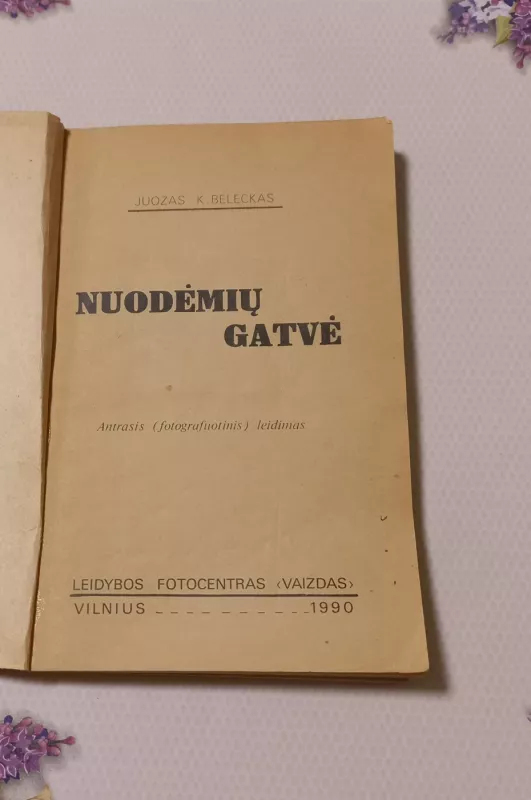 JUOZAS K. BELECKAS
NUODĖMIŲ
GATVĖ
Antrasis (fotografuotinis) leidimas
LEIDYBOS FOTOCENTRAS ‹VAIZDAS›
VILNIUS _ _ _ _ _ _ _ _ _ 1990